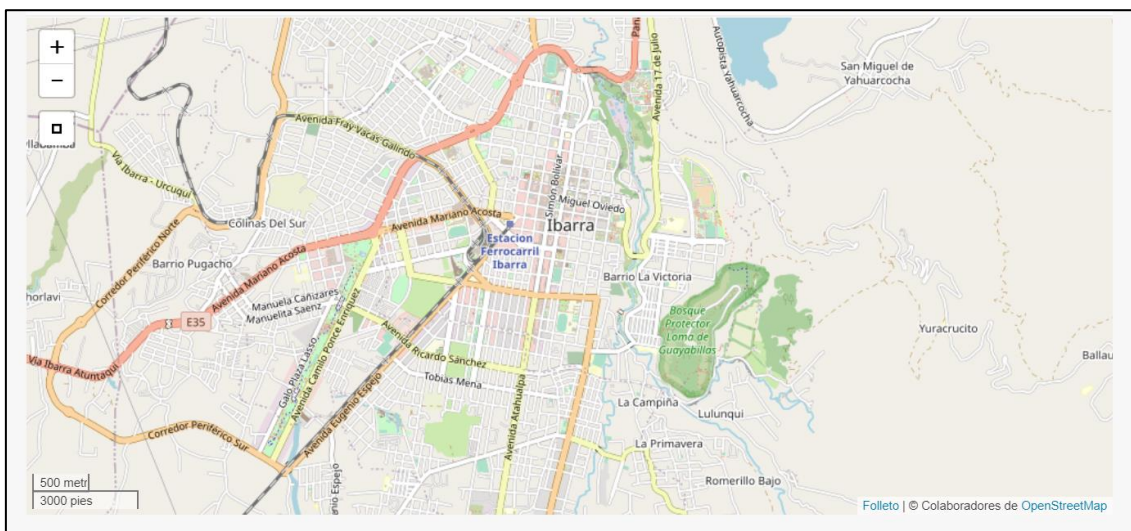 +
−
Avenida Fray Vacas Galindo
Vía Ibarra - Urcuqui
Colinas Del Sur
Corredor Periférico Norte
Barrio Pugacho
Avenida Mariano Acosta
Avenida Mariano Acosta
Manuela Cañizares
Manuelita Saenz
E35
Vía Ibarra Atuntaqui
Galo Plaza Lasso
Avenida Camilo Ponce Enriquez
Avenida Ricardo Sánchez
Tobías Mena
Avenida Eugenio Espejo
Corredor Periférico Sur
Avenida Atahualpa
Estacion
Ferrocarril
Ibarra
Simón Bolívar
Miguel Oviedo
Ibarra
Avenida 17 de Julio
Autopista Yahuarcocha
San Miguel de
Yahuarcocha
Barrio La Victoria
Bosque
Protector
Loma de
Guayabillas
Yuracrucito
La Campiña
Lulunqui
La Primavera
Romerillo Bajo
500 metr
3000 pies
Folleto | © Colaboradores de OpenStreetMap